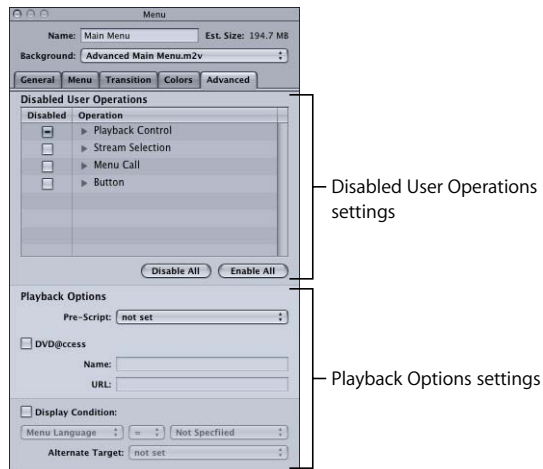 Menu
Name: Main Menu Est. Size: 194.7 MB
Background: Advanced Main Menu.m2v
General Menu Transition Colors Advanced
Disabled User Operations
Disabled Operation
Playback Control
Stream Selection
Menu Call
Button
Disable All Enable All
Disabled User Operations
settings
Playback Options
Pre-Script: not set
DVD@ccess
Name:
URL:
Playback Options settings
Display Condition:
Menu Language = Not Specfiied
Alternate Target: not set